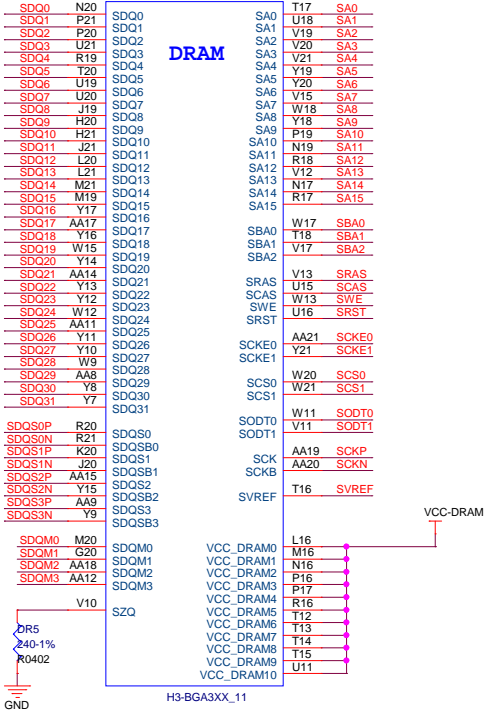 SDQ0 N20 SDQ0
SDQ1 P21 SDQ1
SDQ2 P20 SDQ2
SDQ3 U21 SDQ3
SDQ4 R19 SDQ4
SDQ5 T20 SDQ5
SDQ6 U19 SDQ6
SDQ7 U20 SDQ7
SDQ8 J19 SDQ8
SDQ9 H20 SDQ9
SDQ10 H21 SDQ10
SDQ11 J21 SDQ11
SDQ12 L20 SDQ12
SDQ13 L21 SDQ13
SDQ14 M21 SDQ14
SDQ15 M19 SDQ15
SDQ16 Y17 SDQ16
SDQ17 AA17 SDQ17
SDQ18 Y16 SDQ18
SDQ19 W15 SDQ19
SDQ20 Y14 SDQ20
SDQ21 AA14 SDQ21
SDQ22 Y13 SDQ22
SDQ23 Y12 SDQ23
SDQ24 W12 SDQ24
SDQ25 AA11 SDQ25
SDQ26 Y11 SDQ26
SDQ27 Y10 SDQ27
SDQ28 W9 SDQ28
SDQ29 AA8 SDQ29
SDQ30 Y8 SDQ30
SDQ31 Y7 SDQ31
SDQS0P R20 SDQS0
SDQS0N R21 SDQSB0
SDQS1P K20 SDQS1
SDQS1N J20 SDQSB1
SDQS2P AA15 SDQS2
SDQS2N Y15 SDQSB2
SDQS3P AA9 SDQS3
SDQS3N Y9 SDQSB3
SDQM0 M20 SDQM0
SDQM1 G20 SDQM1
SDQM2 AA18 SDQM2
SDQM3 AA12 SDQM3
V10 SZQ
DR5
240-1%
R0402
GND
DRAM
SA0 T17 SA0
SA1 U18 SA1
SA2 V19 SA2
SA3 V20 SA3
SA4 V21 SA4
SA5 Y19 SA5
SA6 Y20 SA6
SA7 V15 SA7
SA8 W18 SA8
SA9 Y18 SA9
SA10 P19 SA10
SA11 N19 SA11
SA12 R18 SA12
SA13 V12 SA13
SA14 N17 SA14
SA15 R17 SA15
SBA0 W17 SBA0
SBA1 T18 SBA1
SBA2 V17 SBA2
SRAS V13 SRAS
SCAS U15 SCAS
SWE W13 SWE
SRST U16 SRST
SCKE0 AA21 SCKE0
SCKE1 Y21 SCKE1
SCS0 W20 SCS0
SCS1 W21 SCS1
SODT0 W11 SODT0
SODT1 V11 SODT1
SCK AA19 SCKP
SCKB AA20 SCKN
SVREF T16 SVREF
VCC-DRAM
VCC_DRAM0 L16
VCC_DRAM1 M16
VCC_DRAM2 N16
VCC_DRAM3 P16
VCC_DRAM4 P17
VCC_DRAM5 R16
VCC_DRAM6 T12
VCC_DRAM7 T13
VCC_DRAM8 T14
VCC_DRAM9 T15
VCC_DRAM10 U11
H3-BGA3XX_11